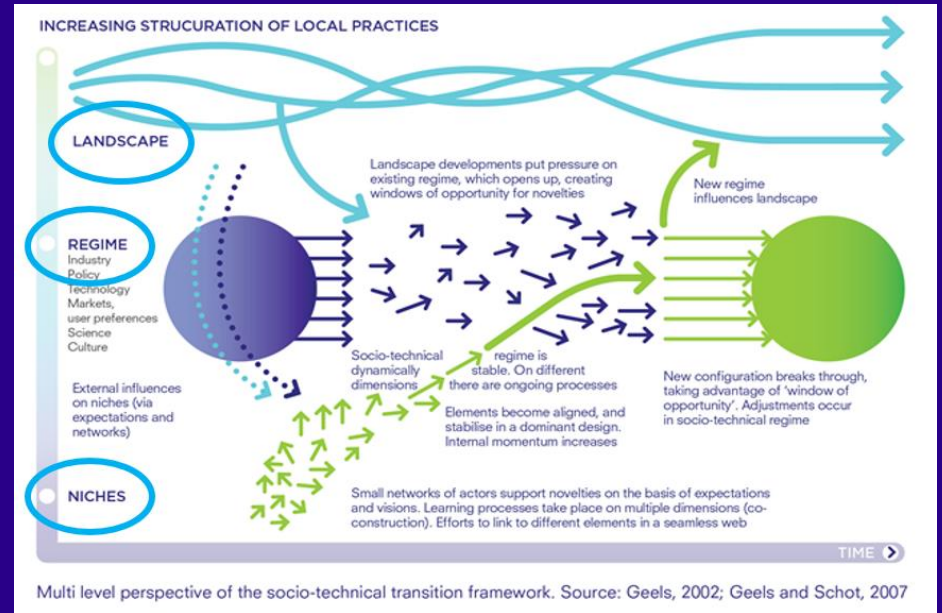 INCREASING STRUCURATION OF LOCAL PRACTICES
LANDSCAPE
Landscape developments put pressure on
existing regime, which opens up, creating
windows of opportunity for novelties
New regime
influences landscape
REGIME
Industry
Policy
Technology
Markets,
user preferences
Science
Culture
Socio-technical regime is
dynamically stable. On different
dimensions there are ongoing processes
External influences
on niches (via
expectations and
networks)
Elements become aligned, and
stabilise in a dominant design.
Internal momentum increases
New configuration breaks through,
taking advantage of ‘window of
opportunity’. Adjustments occur
in socio-technical regime
NICHES
Small networks of actors support novelties on the basis of expectations
and visions. Learning processes take place on multiple dimensions (co-
construction). Efforts to link to different elements in a seamless web
TIME
Multi level perspective of the socio-technical transition framework. Source: Geels, 2002; Geels and Schot, 2007